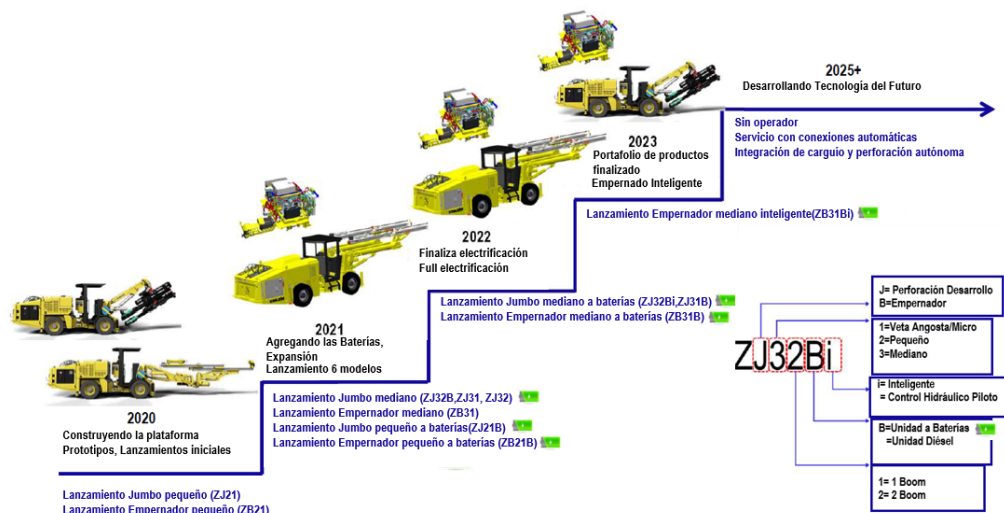 2020
Construyendo la plataforma
Prototipos, Lanzamientos iniciales
Lanzamiento Jumbo pequeño (ZJ21)
Lanzamiento Empernador pequeño (ZB21)
2021
Agregando las Baterías,
Expansión
Lanzamiento 6 modelos
Lanzamiento Jumbo mediano (ZJ32B,ZJ31, ZJ32)
Lanzamiento Empernador mediano (ZB31)
Lanzamiento Jumbo pequeño a baterías(ZJ21B)
Lanzamiento Empernador pequeño a baterías (ZB21B)
2022
Finaliza electrificación
Full electrificación
Lanzamiento Jumbo mediano a baterías (ZJ32Bi,ZJ31B)
Lanzamiento Empernador mediano a baterías (ZB31B)
2023
Portafolio de productos
finalizado
Empernado Inteligente
Lanzamiento Empernador mediano inteligente(ZB31Bi)
2025+
Desarrollando Tecnología del Futuro
Sin operador
Servicio con conexiones automáticas
Integración de carguio y perforación autónoma
ZJ32Bi
J= Perforación Desarrollo
B=Empernador
1=Veta Angosta/Micro
2=Pequeño
3=Mediano
i= Inteligente
= Control Hidráulico Piloto
B=Unidad a Baterías
=Unidad Diésel
1= 1 Boom
2= 2 Boom